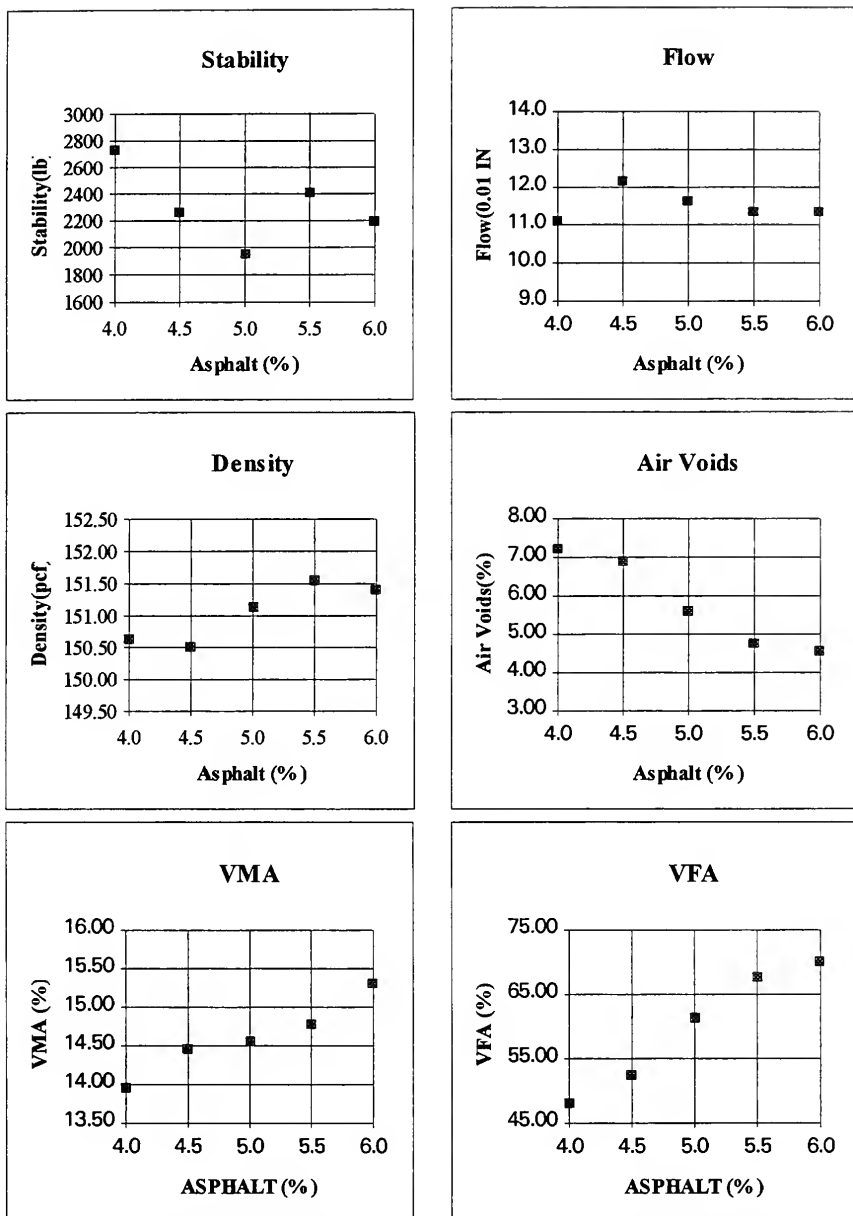 Stability
Stability(lb)
3000
2800
2600
2400
2200
2000
1800
1600
4.0 4.5 5.0 5.5 6.0
Asphalt (%)
Flow
Flow(0.01 IN
14.0
13.0
12.0
11.0
10.0
9.0
4.0 4.5 5.0 5.5 6.0
Asphalt (%)
Density
Density(pcf)
152.50
152.00
151.50
151.00
150.50
150.00
149.50
4.0 4.5 5.0 5.5 6.0
Asphalt (%)
Air Voids
Air Voids(%)
8.00
7.00
6.00
5.00
4.00
3.00
4.0 4.5 5.0 5.5 6.0
Asphalt (%)
VMA
VMA (%)
16.00
15.50
15.00
14.50
14.00
13.50
4.0 4.5 5.0 5.5 6.0
ASPHALT (%)
VFA
VFA (%)
75.00
65.00
55.00
45.00
4.0 4.5 5.0 5.5 6.0
ASPHALT (%)